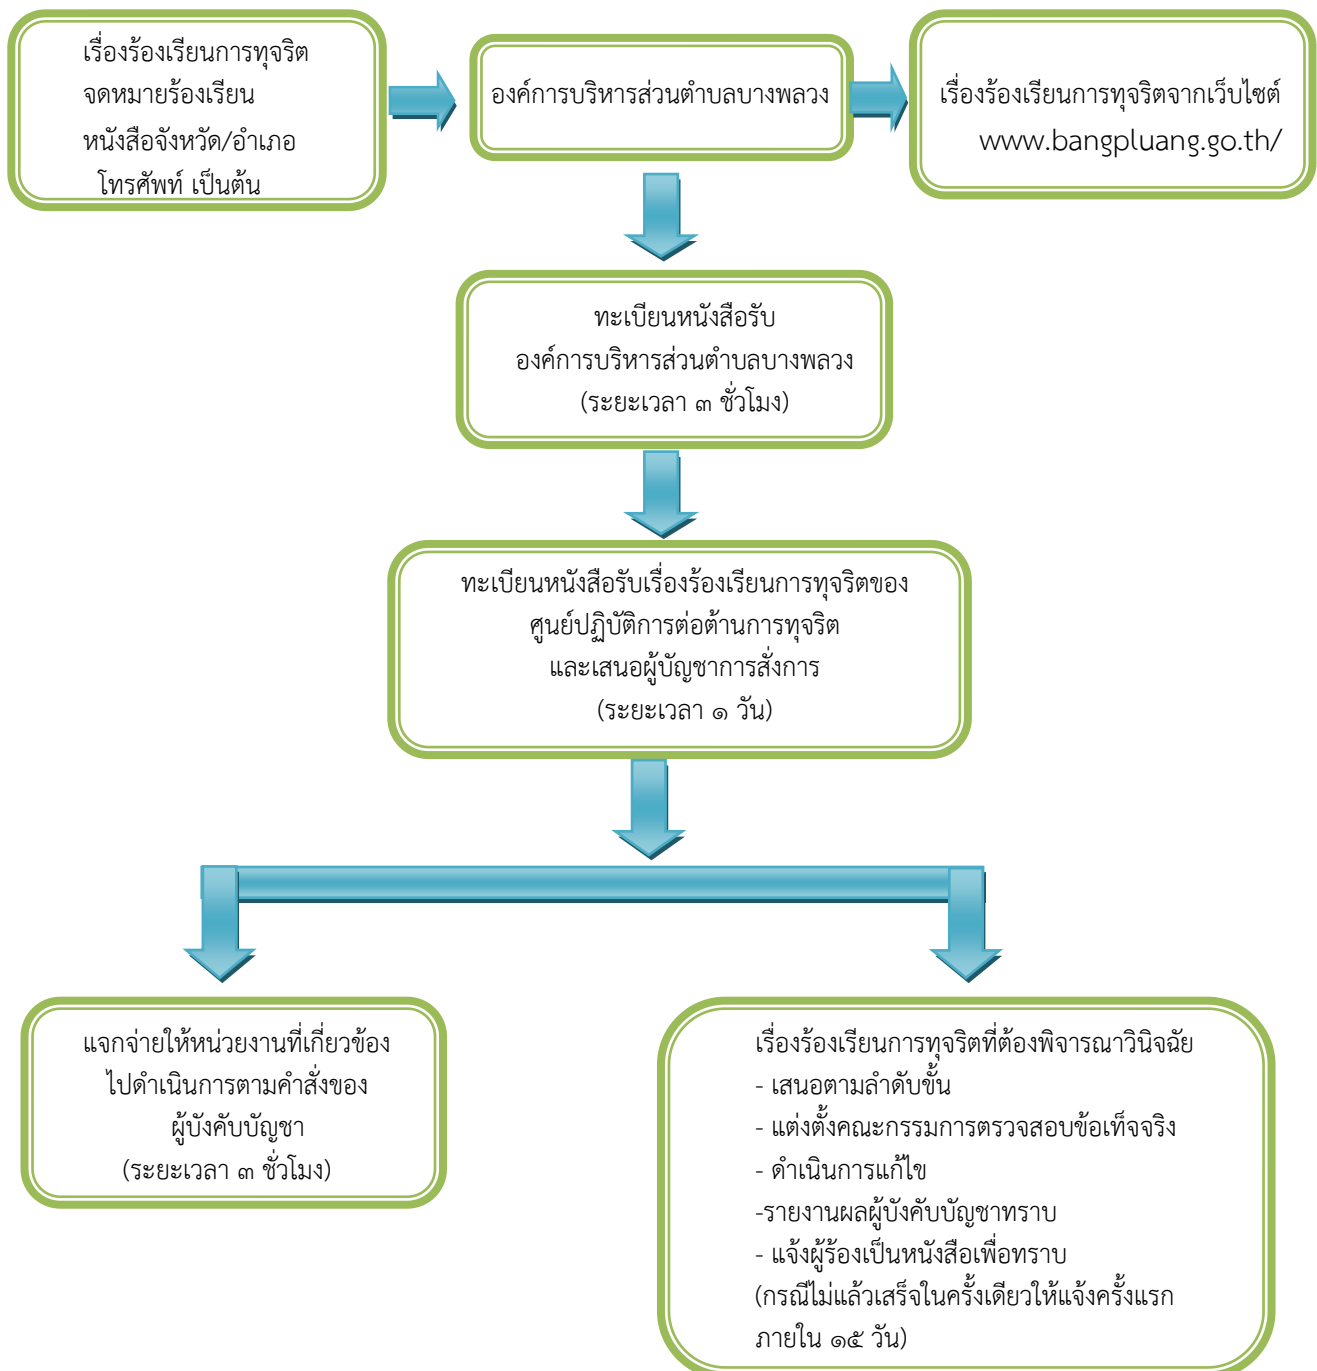 เรื่องร้องเรียนการทุจริต
จดหมายร้องเรียน
หนังสือจังหวัด/อำเภอ
โทรศัพท์ เป็นต้น
องค์การบริหารส่วนตำบลบางพลวง
เรื่องร้องเรียนการทุจริตจากเว็บไซต์
www.bangpluang.go.th/
ทะเบียนหนังสือรับ
องค์การบริหารส่วนตำบลบางพลวง
(ระยะเวลา ๓ ชั่วโมง)
ทะเบียนหนังสือรับเรื่องร้องเรียนการทุจริตของ
ศูนย์ปฏิบัติการต่อต้านการทุจริต
และเสนอผู้บัญชาการสั่งการ
(ระยะเวลา ๑ วัน)
แจกจ่ายให้หน่วยงานที่เกี่ยวข้อง
ไปดำเนินการตามคำสั่งของ
ผู้บังคับบัญชา
(ระยะเวลา ๓ ชั่วโมง)
เรื่องร้องเรียนการทุจริตที่ต้องพิจารณาวินิจฉัย
- เสนอตามลำดับขั้น
- แต่งตั้งคณะกรรมการตรวจสอบข้อเท็จจริง
- ดำเนินการแก้ไข
-รายงานผลผู้บังคับบัญชาทราบ
- แจ้งผู้ร้องเป็นหนังสือเพื่อทราบ
(กรณีไม่แล้วเสร็จในครั้งเดียวให้แจ้งครั้งแรก
ภายใน ๑๕ วัน)